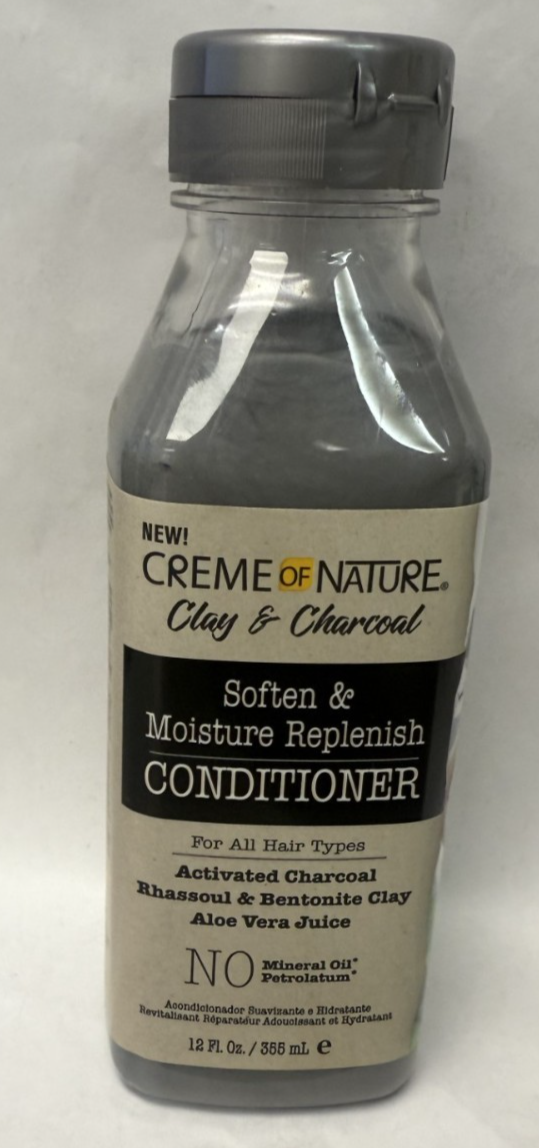 NEW!
CREME OF NATURE®
Clay & Charcoal
Soften &
Moisture Replenish
CONDITIONER
For All Hair Types
Activated Charcoal
Rhassoul & Bentonite Clay
Aloe Vera Juice
NO Mineral Oil*
Petrolatum*
Acondicionador Suavizante e Hidratante
Revitalisant Réparateur Adoucissant et Hydratant
12 Fl. Oz. / 355 mL e